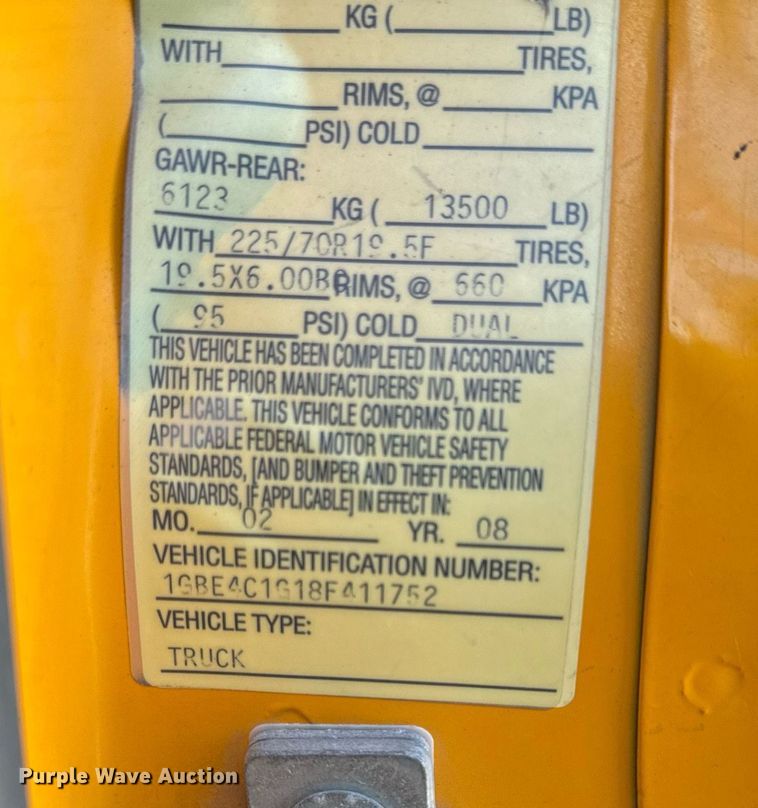 KG ( LB)
WITH TIRES,
RIMS, @ KPA
( PSI) COLD
GAWR-REAR:
6123 KG ( 13500 LB)
WITH 225/70R19.5F TIRES,
19.5X6.00 RIMS, @ 660 KPA
( 95 PSI) COLD DUAL
THIS VEHICLE HAS BEEN COMPLETED IN ACCORDANCE
WITH THE PRIOR MANUFACTURERS' IVD, WHERE
APPLICABLE. THIS VEHICLE CONFORMS TO ALL
APPLICABLE FEDERAL MOTOR VEHICLE SAFETY
STANDARDS, [AND BUMPER AND THEFT PREVENTION
STANDARDS, IF APPLICABLE] IN EFFECT IN:
MO. 02 YR. 08
VEHICLE IDENTIFICATION NUMBER:
1GBE4C1G18F411752
VEHICLE TYPE:
TRUCK
Purple Wave Auction